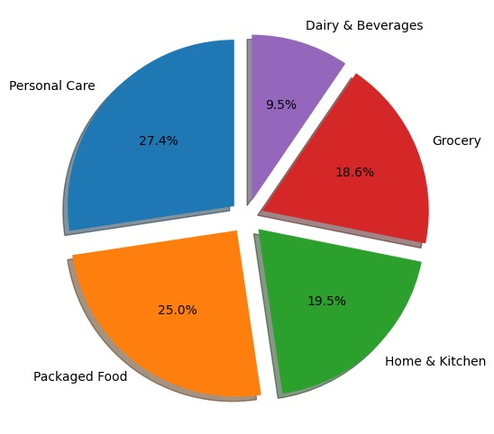 Dairy & Beverages
9.5%
Personal Care
27.4%
Grocery
18.6%
Packaged Food
25.0%
Home & Kitchen
19.5%